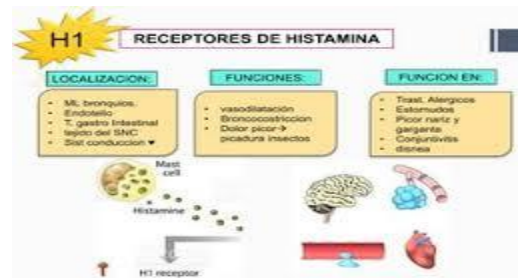 H1
RECEPTORES DE HISTAMINA
LOCALIZACION:
• ML bronquios.
• Endotelio
• T. gastro Intestinal
• tejido del SNC
• Sist conduccion ♥
FUNCIONES:
• vasodilatación
• Broncocostriccion
• Dolor picor→
picadura insectos
FUNCION EN:
• Trast. Alergicos
• Estornudos
• Picor nariz y
garganta
• Conjuntivitis
• disnea
Mast
cell
Histamine
H1 receptor